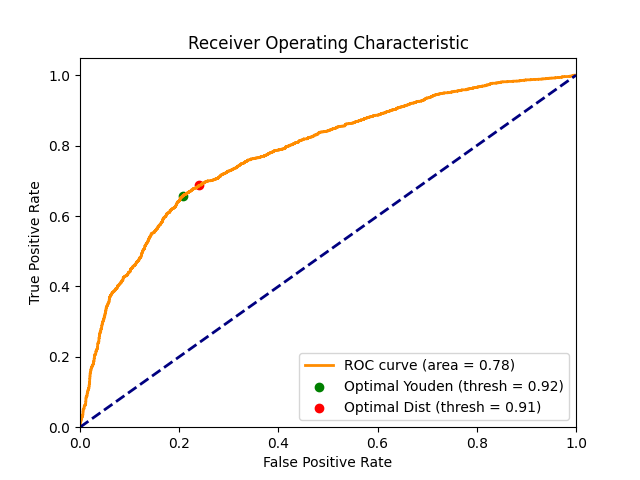 Receiver Operating Characteristic
True Positive Rate
1.0
0.8
0.6
0.4
0.2
0.0
ROC curve (area = 0.78)
Optimal Youden (thresh = 0.92)
Optimal Dist (thresh = 0.91)
0.0 0.2 0.4 0.6 0.8 1.0
False Positive Rate